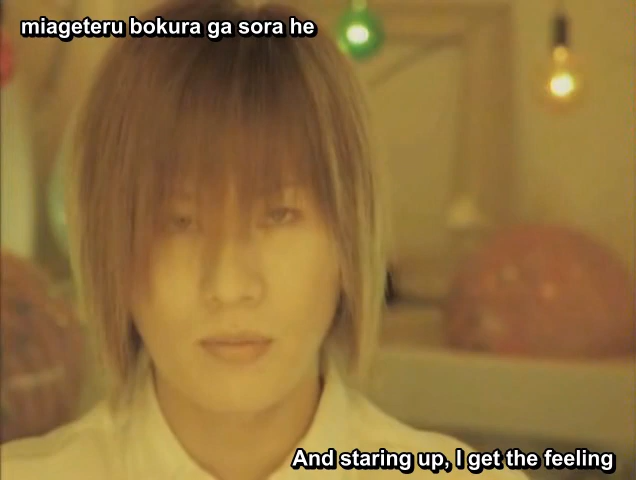 miageteru bokura ga sora he
And staring up, I get the feeling